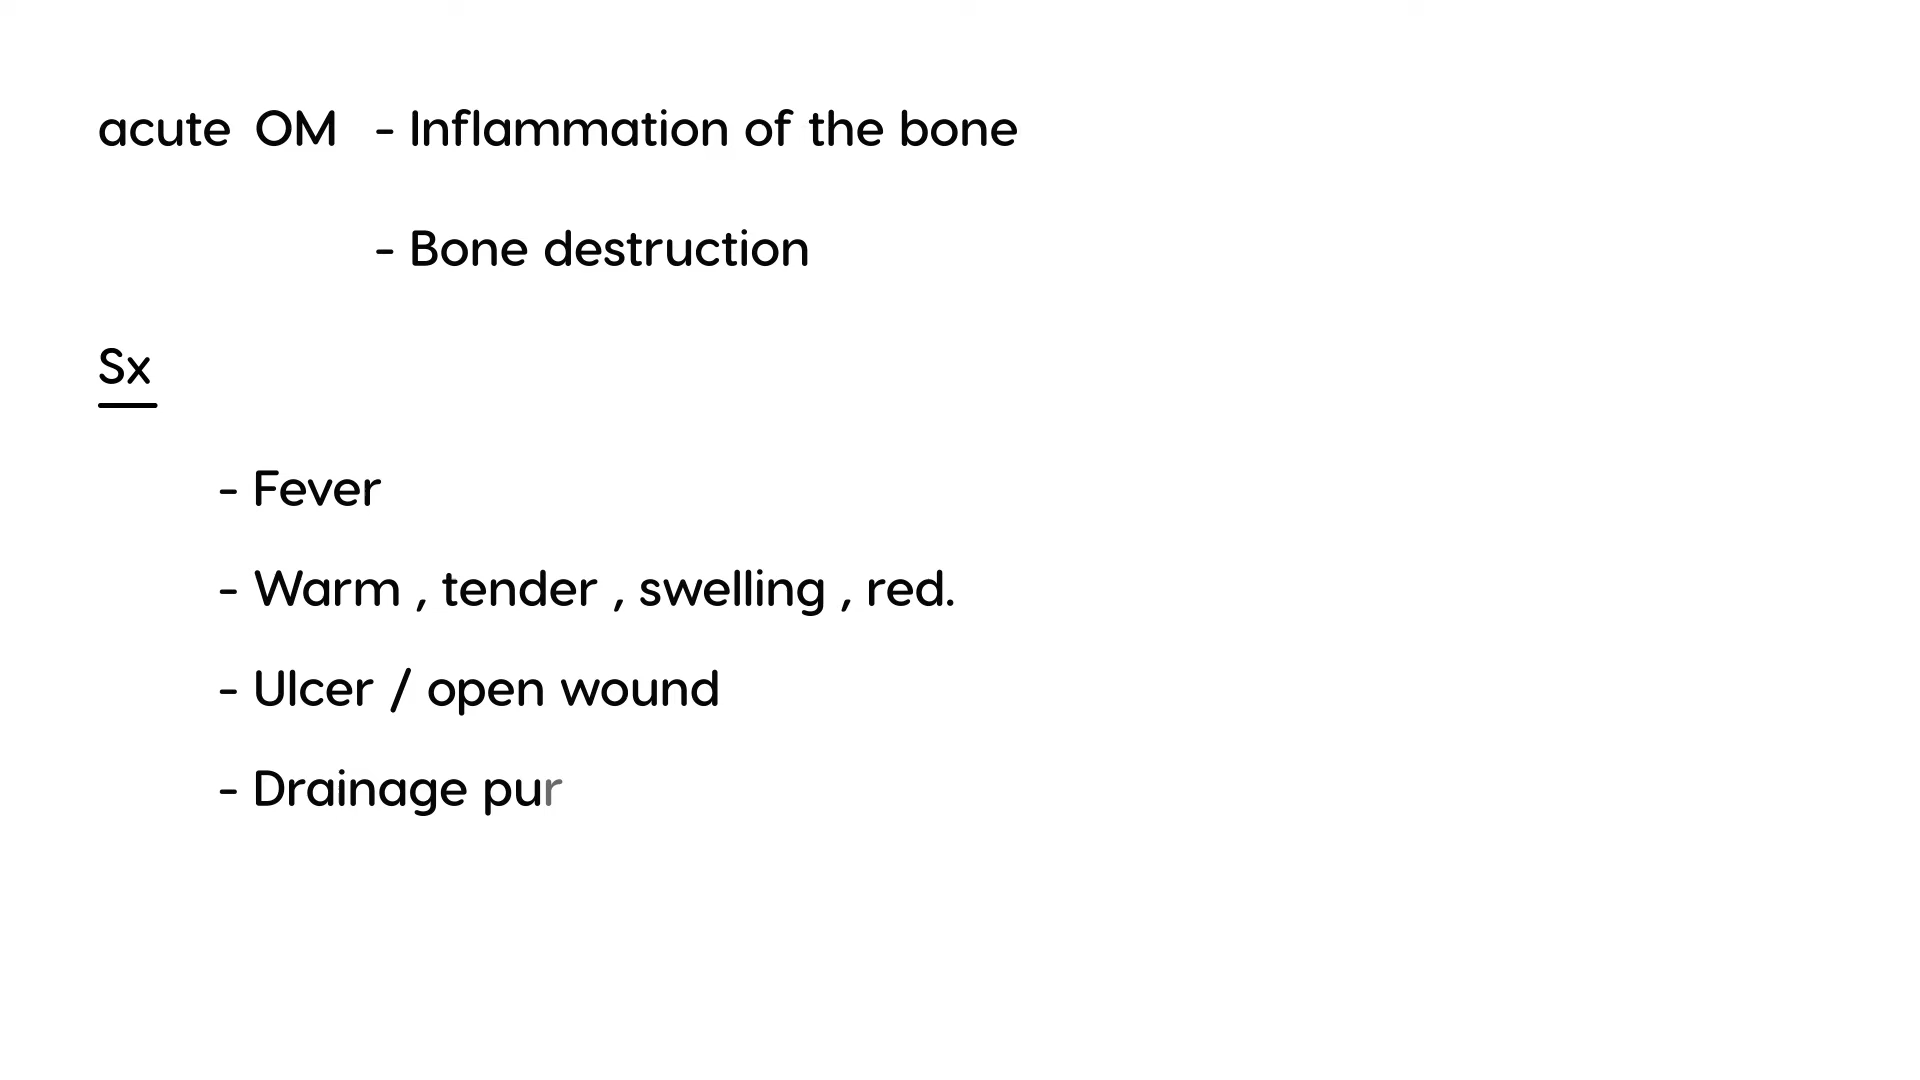 acute OM - Inflammation of the bone
- Bone destruction
Sx
- Fever
- Warm , tender , swelling , red.
- Ulcer / open wound
- Drainage pur